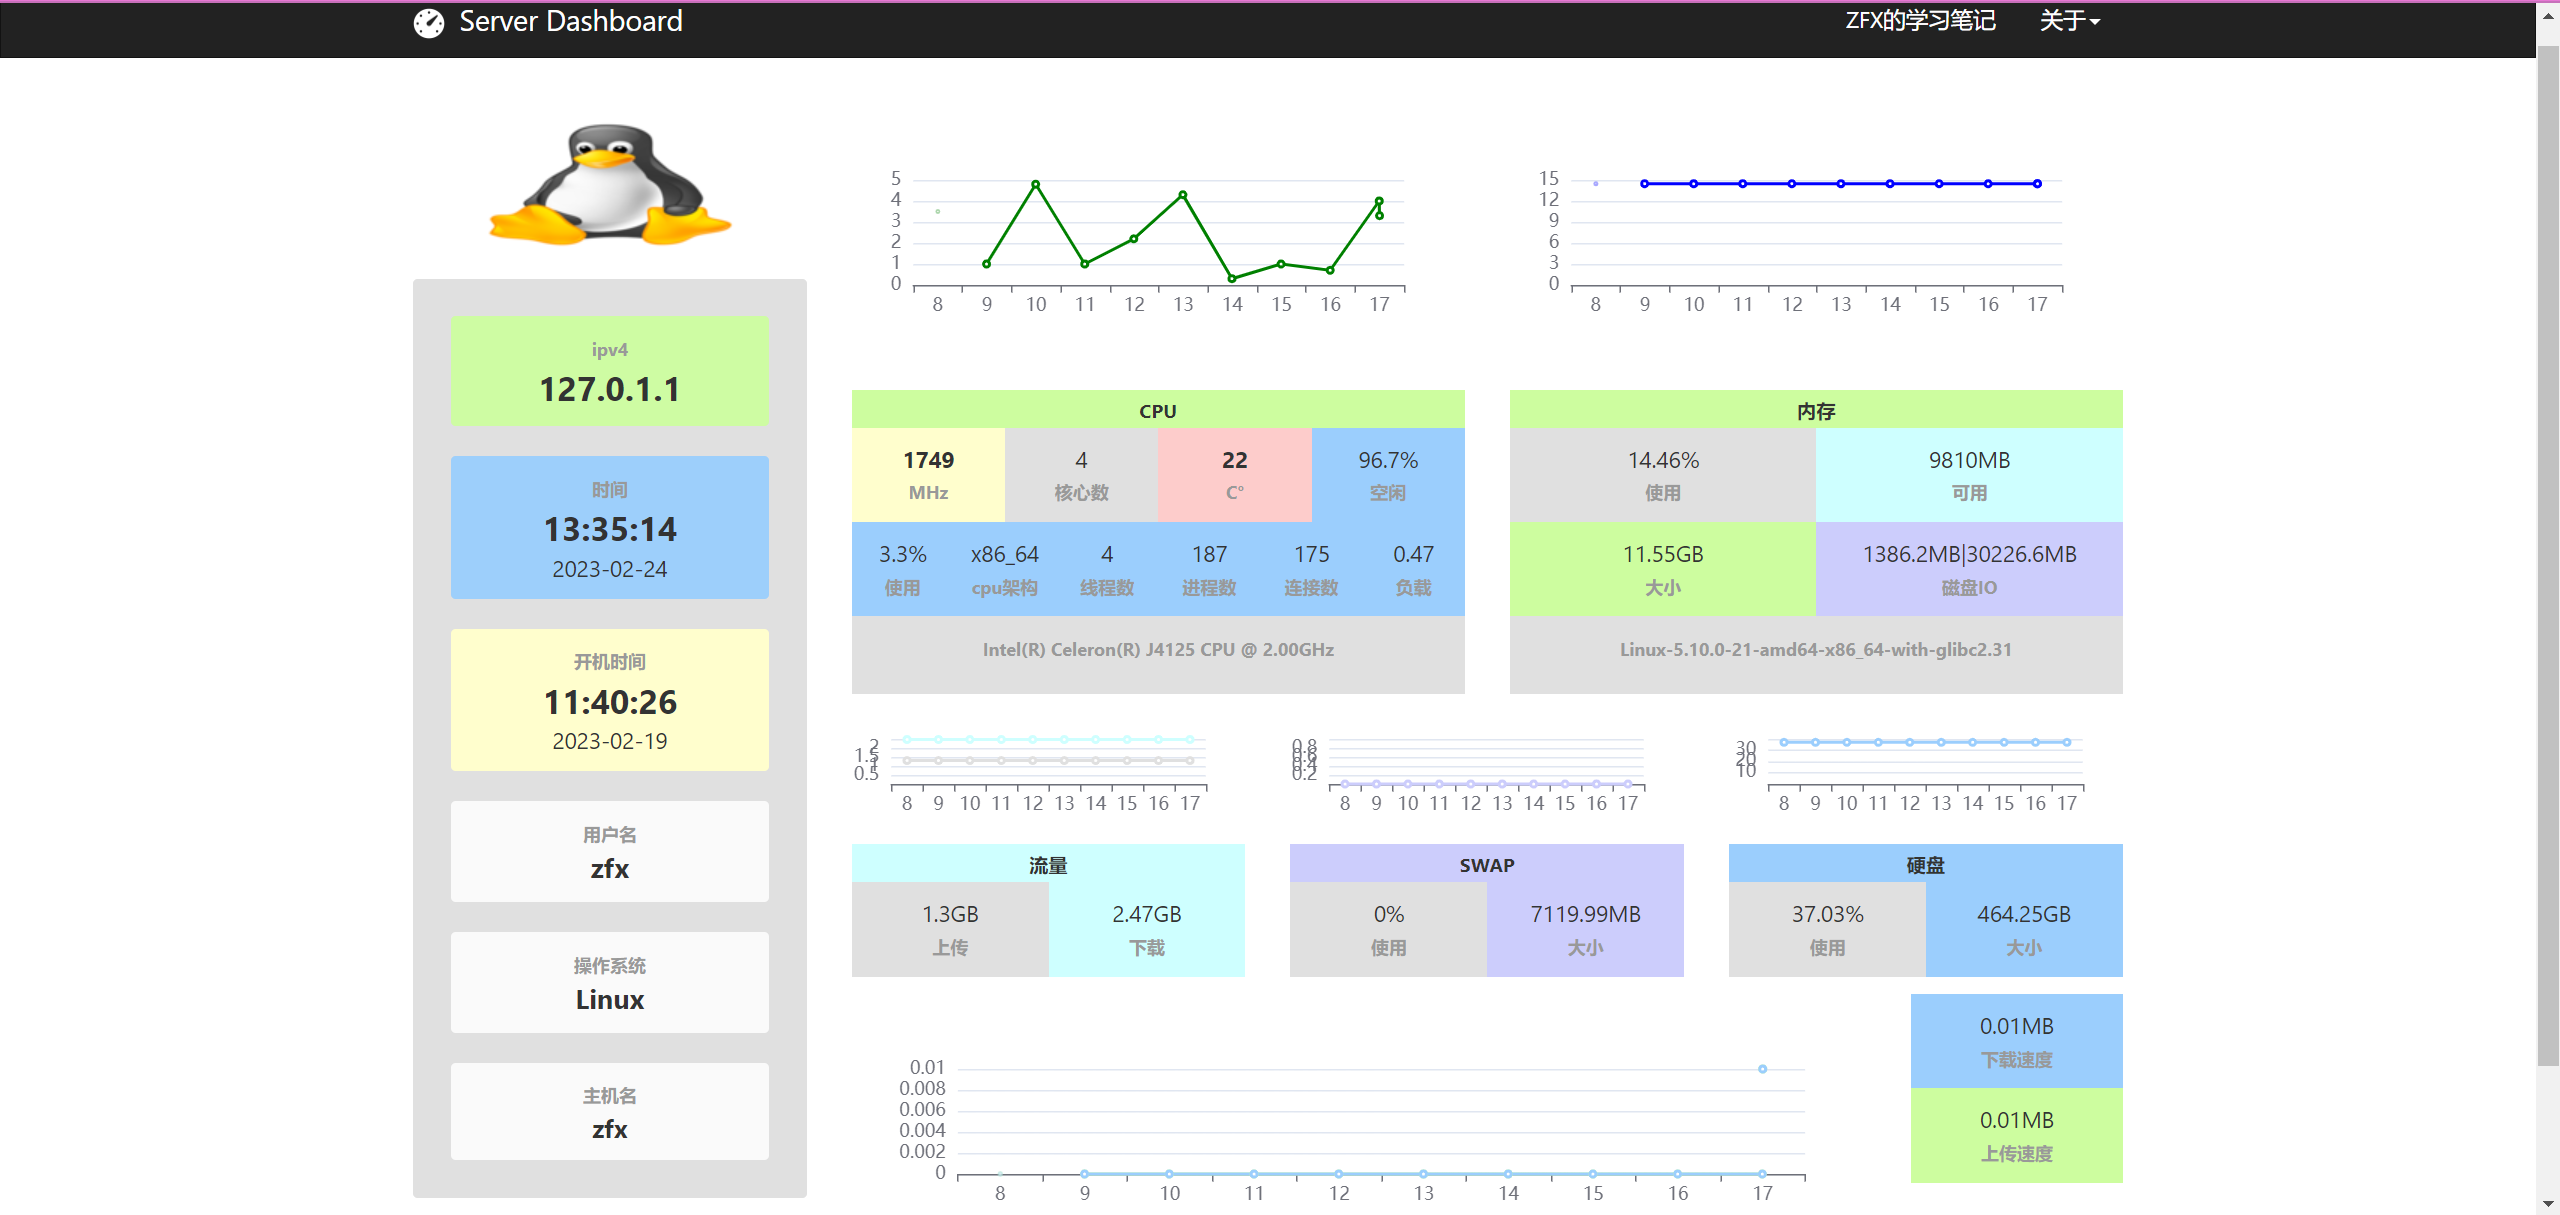 Server Dashboard
ZFX的学习笔记
关于
ipv4
127.0.1.1
时间
13:35:14
2023-02-24
开机时间
11:40:26
2023-02-19
用户名
zfx
操作系统
Linux
主机名
zfx
5
4
3
2
1
0
8 9 10 11 12 13 14 15 16 17
15
12
9
6
3
0
8 9 10 11 12 13 14 15 16 17
CPU
1749 4 22 96.7%
MHz 核心数 C° 空闲
3.3% x86_64 4 187 175 0.47
使用 cpu架构 线程数 进程数 连接数 负载
Intel(R) Celeron(R) J4125 CPU @ 2.00GHz
内存
14.46% 9810MB
使用 可用
11.55GB 1386.2MB|30226.6MB
大小 磁盘IO
Linux-5.10.0-21-amd64-x86_64-with-glibc2.31
2
1.5
1
0.5
8 9 10 11 12 13 14 15 16 17
0.8
0.6
0.4
0.2
8 9 10 11 12 13 14 15 16 17
30
20
10
8 9 10 11 12 13 14 15 16 17
流量
1.3GB 2.47GB
上传 下载
SWAP
0% 7119.99MB
使用 大小
硬盘
37.03% 464.25GB
使用 大小
0.01
0.008
0.006
0.004
0.002
0
8 9 10 11 12 13 14 15 16 17
0.01MB
下载速度
0.01MB
上传速度